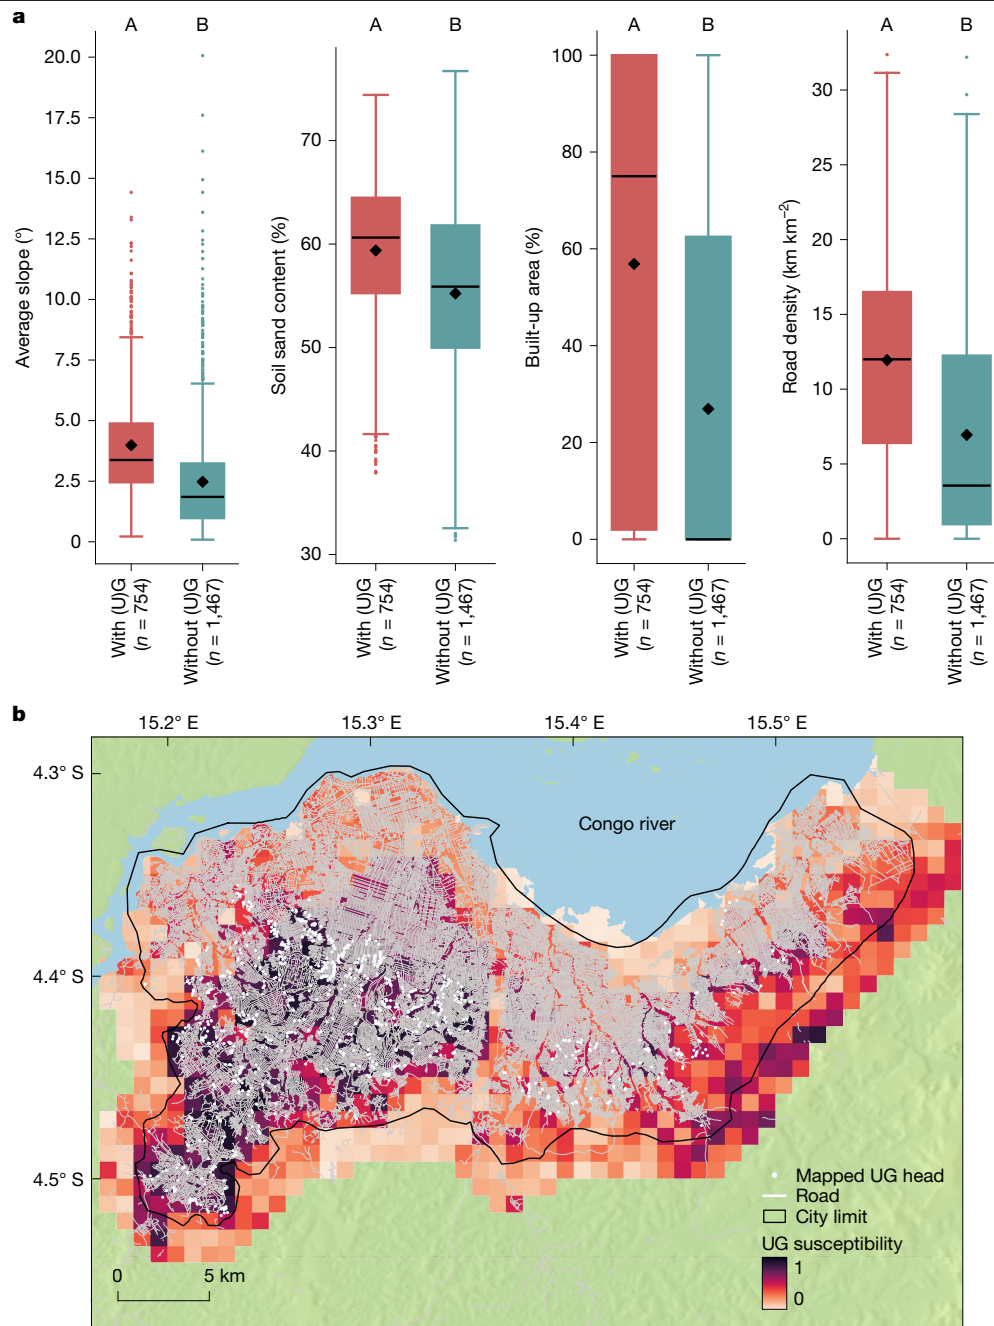 a
A B
A B
A B
A B
Average slope (°)
20.0
17.5
15.0
12.5
10.0
7.5
5.0
2.5
0
With (U)G
(n = 754)
Without (U)G
(n = 1,467)
Soil sand content (%)
70
60
50
40
30
With (U)G
(n = 754)
Without (U)G
(n = 1,467)
Built-up area (%)
100
80
60
40
20
0
With (U)G
(n = 754)
Without (U)G
(n = 1,467)
Road density (km km⁻²)
30
25
20
15
10
5
0
With (U)G
(n = 754)
Without (U)G
(n = 1,467)
b
15.2° E 15.3° E 15.4° E 15.5° E
4.3° S
4.4° S
4.5° S
Congo river
Mapped UG head
Road
City limit
UG susceptibility
1
0
0 5 km